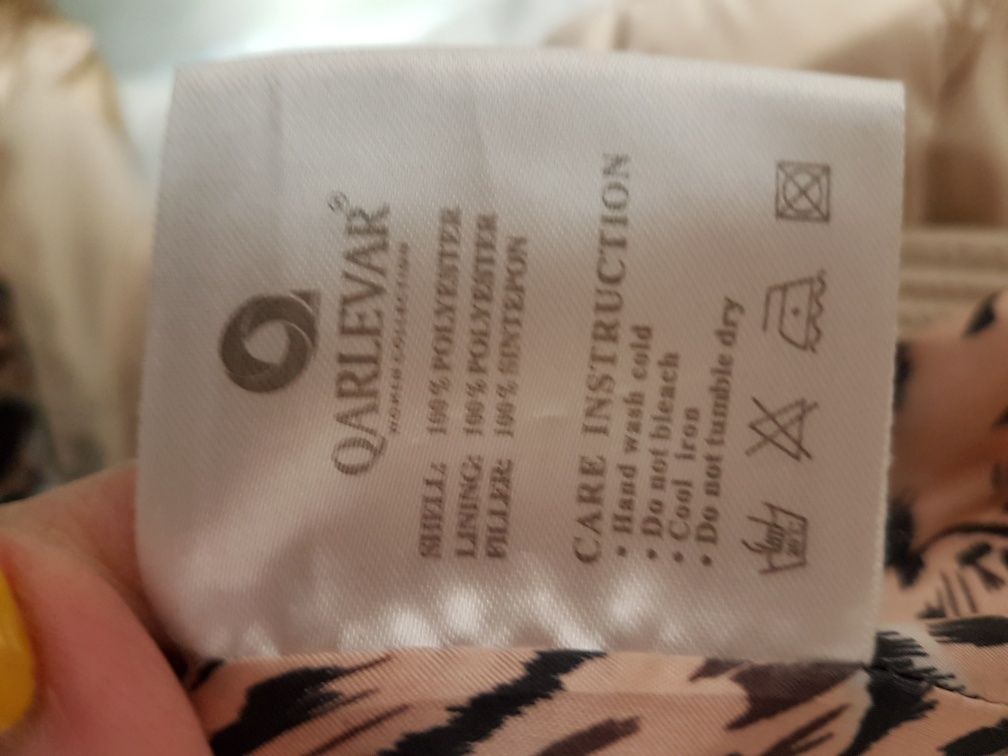 QARLEVAR®
WORLD COLLECTION
SHELL: 100% POLYESTER
LINING: 100% POLYESTER
FILLER: 100% SINTEPON
CARE INSTRUCTION
• Hand wash cold
• Do not bleach
• Cool iron
• Do not tumble dry